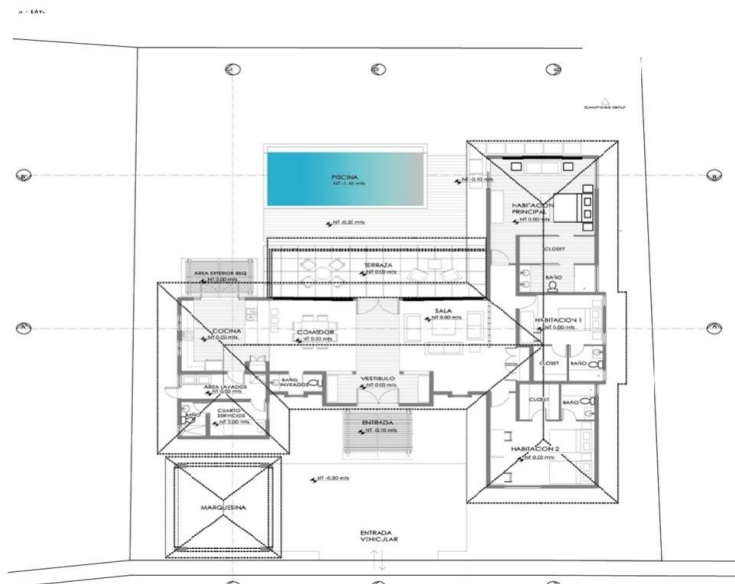 PISCINA
NT -1.40 mts
NT -0.10 mts
HABITACION
PRINCIPAL
NT 0.00 mts
NT -0.20 mts
CLOSET
TERRAZA
NT 0.00 mts
AREA EXTERIOR BBQ
NT 0.00 mts
BAÑO
SALA
NT 0.00 mts
HABITACION 1
NT 0.00 mts
COCINA
NT 0.00 mts
COMEDOR
NT 0.00 mts
CLOSET
BAÑO
BAÑO
INVITADOS
VESTIBULO
NT 0.00 mts
AREA LAVADOS
NT 0.00 mts
CLOSET
BAÑO
BAÑO
CUARTO
SERVICIOS
ENTRADA
NT -0.10 mts
HABITACION 2
NT 0.00 mts
NT -0.20 mts
MARQUESINA
ENTRADA
VEHICULAR